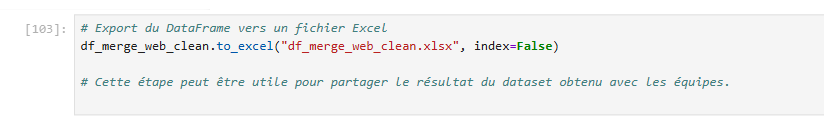 [103]:
# Export du DataFrame vers un fichier Excel
df_merge_web_clean.to_excel("df_merge_web_clean.xlsx", index=False)
# Cette étape peut être utile pour partager le résultat du dataset obtenu avec les équipes.